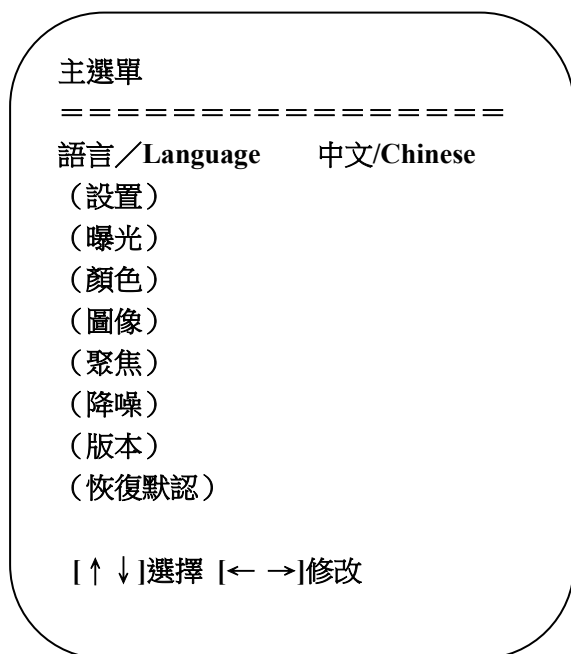 主選單
＝＝＝＝＝＝＝＝＝＝＝＝＝＝＝＝
語言／Language 中文/Chinese
（設置）
（曝光）
（顏色）
（圖像）
（聚焦）
（降噪）
（版本）
（恢復默認）
[↑↓]選擇 [← →]修改